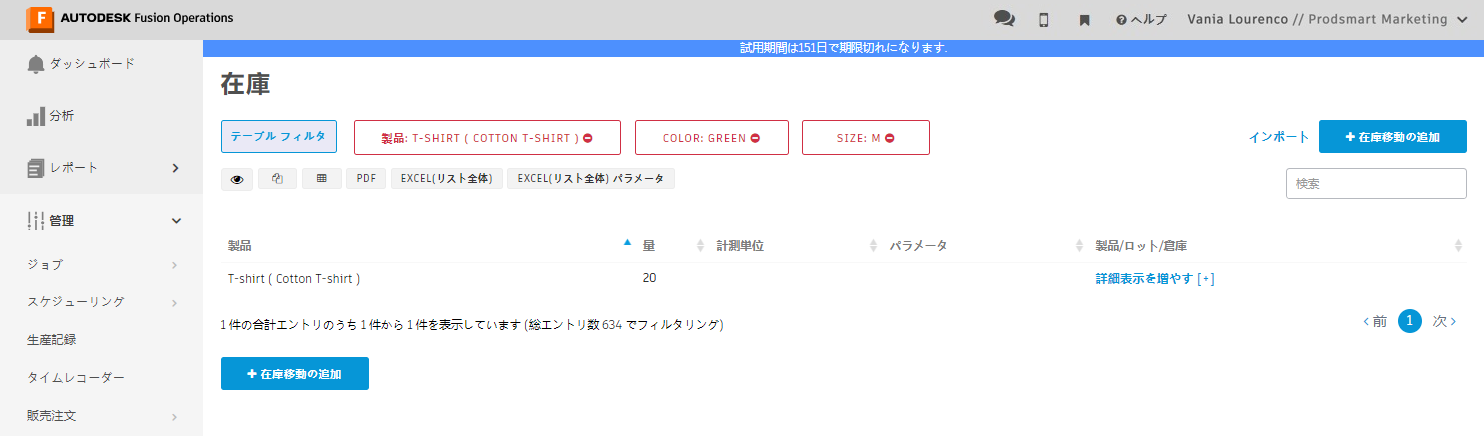 AUTODESK Fusion Operations
ヘルプ
Vania Lourenco // Prodsmart Marketing
試用期間は151日で期限切れになります.
ダッシュボード
分析
レポート
管理
ジョブ
スケジューリング
生産記録
タイムレコーダー
販売注文
在庫
テーブル フィルタ
製品: T-SHIRT ( COTTON T-SHIRT )
COLOR: GREEN
SIZE: M
インポート
+ 在庫移動の追加
PDF
EXCEL(リスト全体)
EXCEL(リスト全体) パラメータ
検索
製品 量 計測単位 パラメータ 製品/ロット/倉庫
T-shirt ( Cotton T-shirt ) 20 詳細表示を増やす [+]
1 件の合計エントリのうち 1 件から 1 件を表示しています (総エントリ数 634 でフィルタリング)
‹ 前 1 次 ›
+ 在庫移動の追加